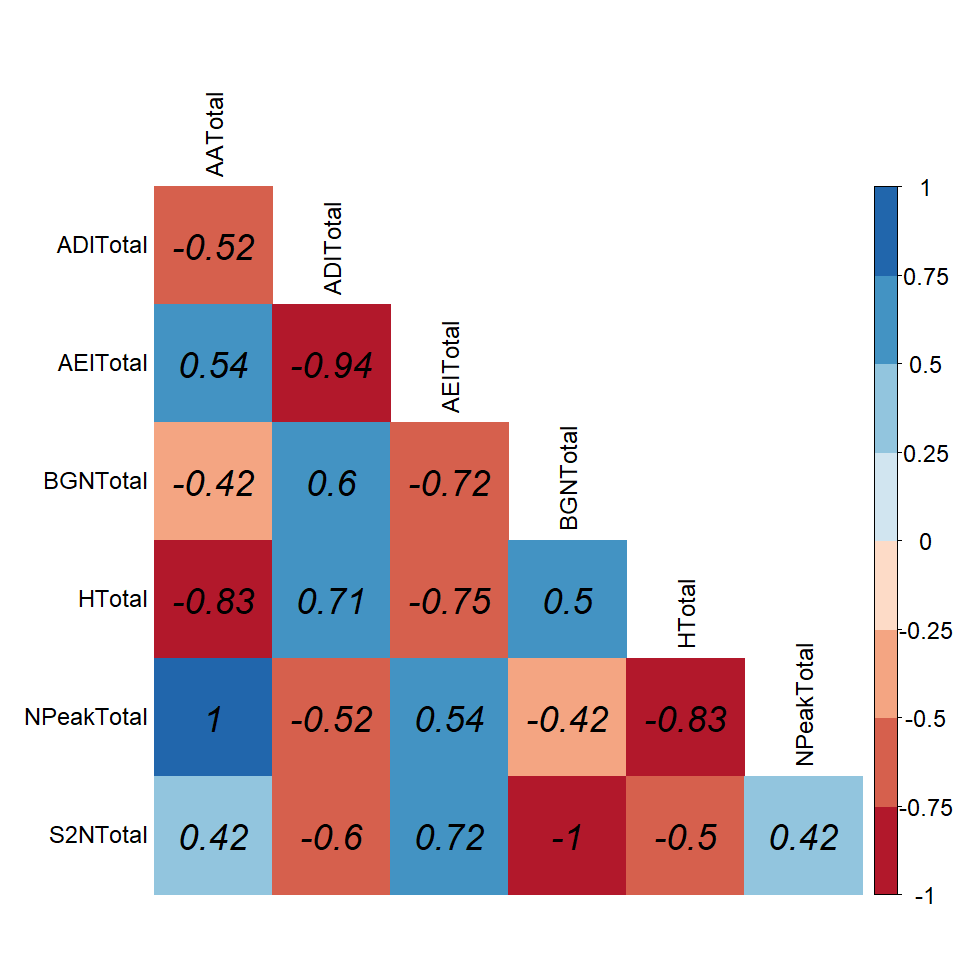 AATotal
ADITotal -0.52 ADITotal
AEITotal 0.54 -0.94 AEITotal
BGNTotal -0.42 0.6 -0.72 BGNTotal
HTotal -0.83 0.71 -0.75 0.5 HTotal
NPeakTotal 1 -0.52 0.54 -0.42 -0.83 NPeakTotal
S2NTotal 0.42 -0.6 0.72 -1 -0.5 0.42
1
0.75
0.5
0.25
0
-0.25
-0.5
-0.75
-1